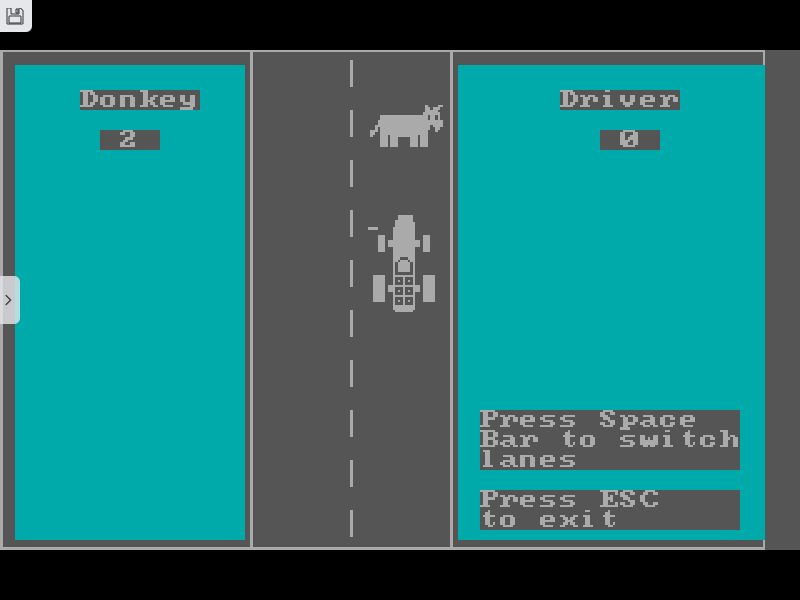 Donkey
2
Driver
0
Press Space
Bar to switch
lanes
Press ESC
to exit